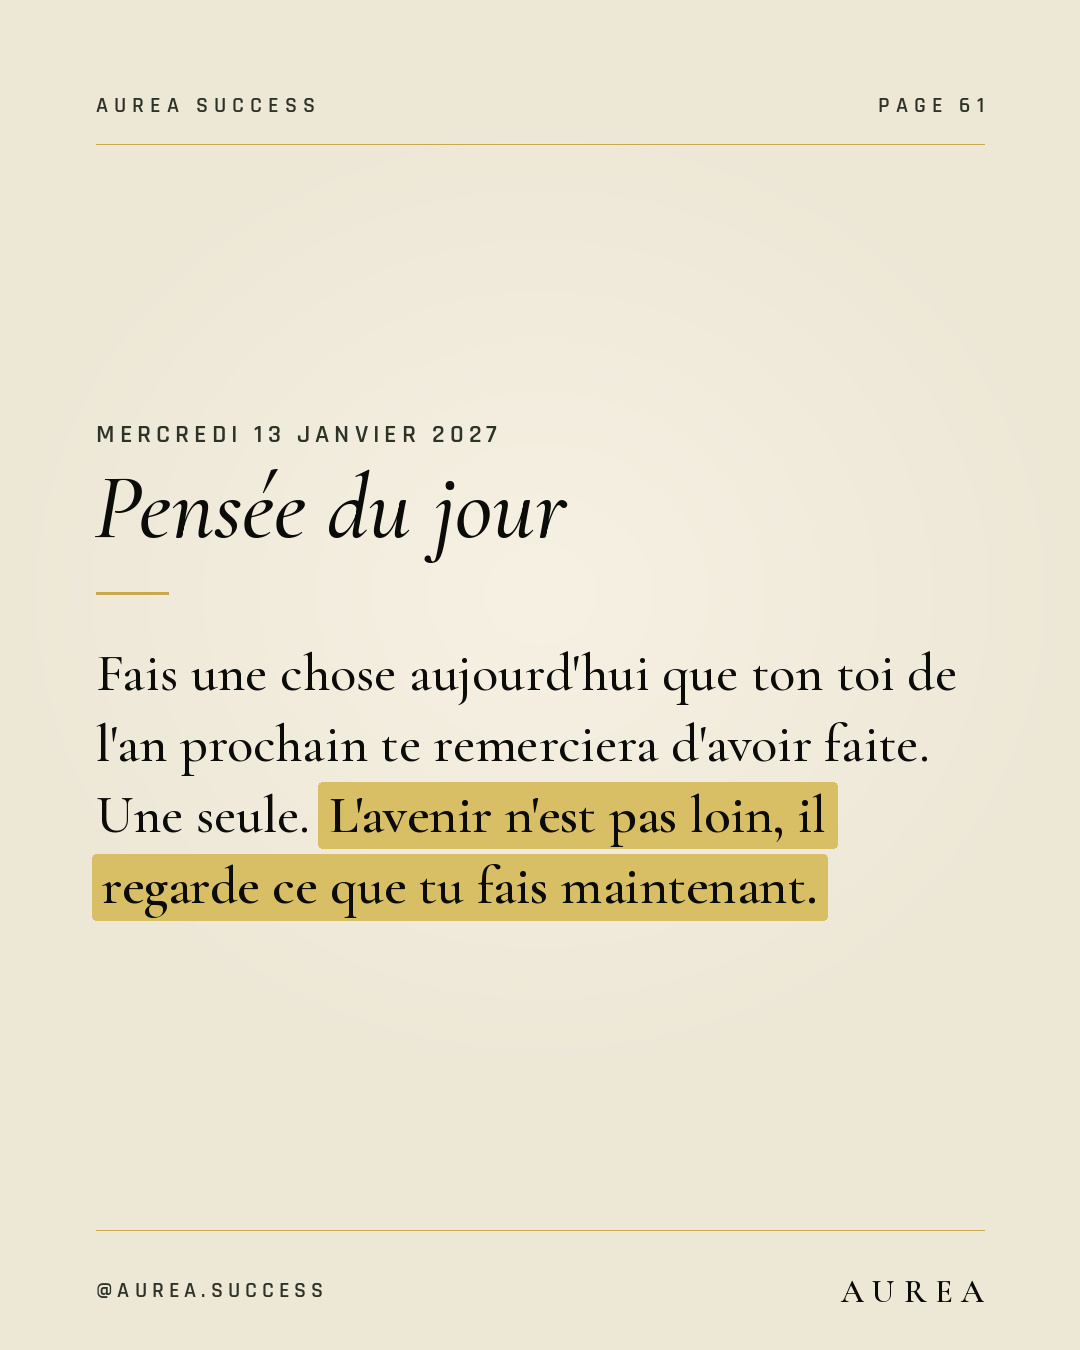 AUREA SUCCESS
PAGE 61
MERCREDI 13 JANVIER 2027
Pensée du jour
Fais une chose aujourd'hui que ton toi de
l'an prochain te remerciera d'avoir faite.
Une seule. L'avenir n'est pas loin, il
regarde ce que tu fais maintenant.
@AUREA.SUCCESS
AUREA